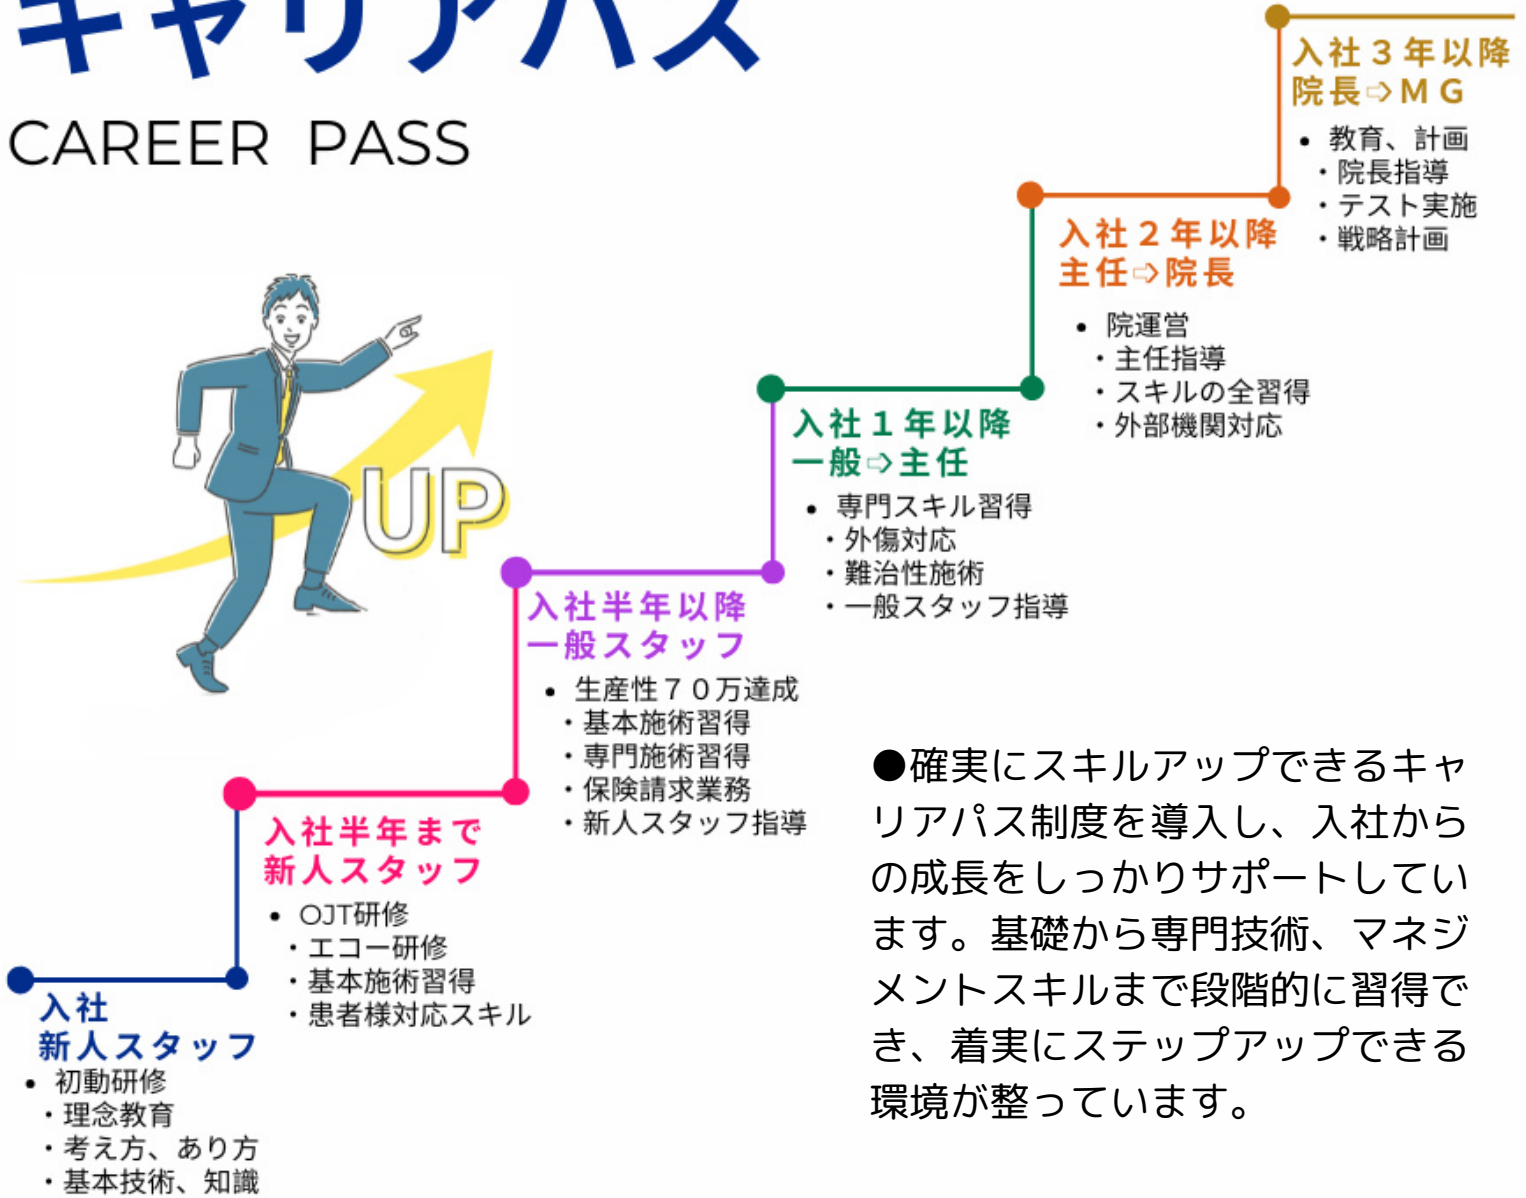 キャリアパス
CAREER PASS
UP
入社
新人スタッフ
• 初動研修
・理念教育
・考え方、あり方
・基本技術、知識
入社半年まで
新人スタッフ
• OJT研修
・エコー研修
・基本施術習得
・患者様対応スキル
入社半年以降
一般スタッフ
• 生産性７０万達成
・基本施術習得
・専門施術習得
・保険請求業務
・新人スタッフ指導
入社１年以降
一般⇨主任
• 専門スキル習得
・外傷対応
・難治性施術
・一般スタッフ指導
入社２年以降
主任⇨院長
• 院運営
・主任指導
・スキルの全習得
・外部機関対応
入社３年以降
院長⇨ＭＧ
• 教育、計画
・院長指導
・テスト実施
・戦略計画
●確実にスキルアップできるキャ
リアパス制度を導入し、入社から
の成長をしっかりサポートしてい
ます。基礎から専門技術、マネジ
メントスキルまで段階的に習得で
き、着実にステップアップできる
環境が整っています。